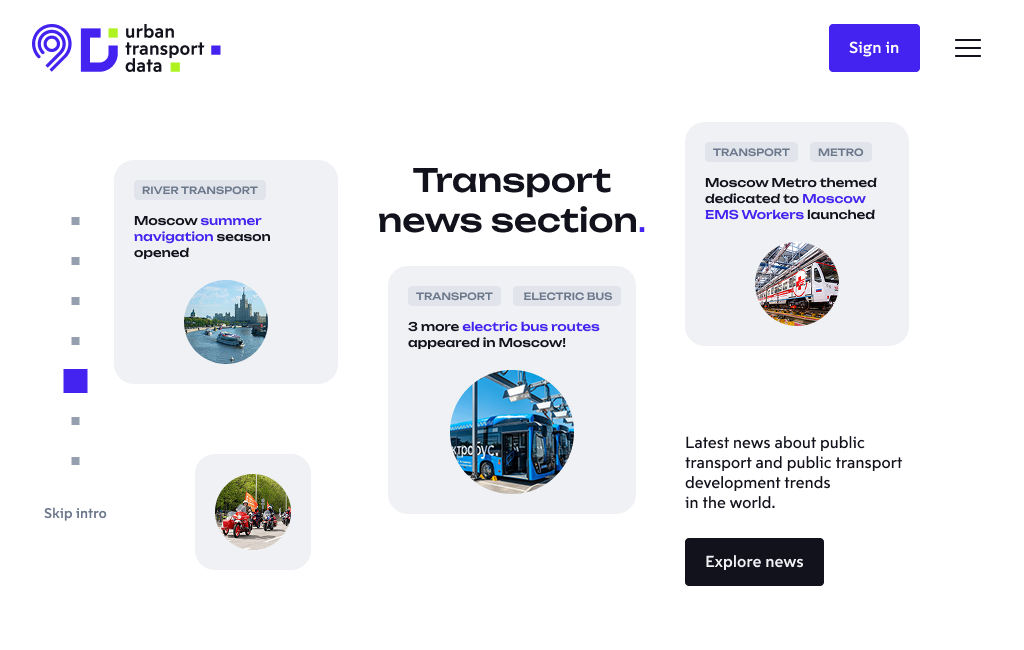 urban
transport
data
Sign in
RIVER TRANSPORT
Moscow summer
navigation season
opened
Transport
news section.
TRANSPORT ELECTRIC BUS
3 more electric bus routes
appeared in Moscow!
ктробус.
TRANSPORT METRO
Moscow Metro themed
dedicated to Moscow
EMS Workers launched
Skip intro
Latest news about public
transport and public transport
development trends
in the world.
Explore news